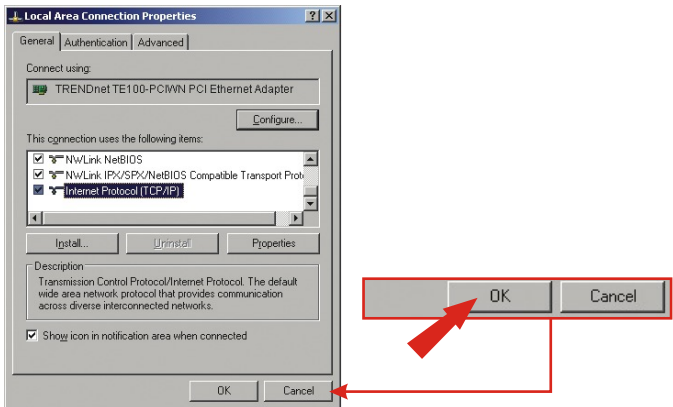 Local Area Connection Properties
General Authentication Advanced
Connect using:
TRENDnet TE100-PCIWN PCI Ethernet Adapter
Configure...
This connection uses the following items:
NWLink NetBIOS
NWLink IPX/SPX/NetBIOS Compatible Transport Prot
Internet Protocol (TCP/IP)
Install... Uninstall Properties
Description
Transmission Control Protocol/Internet Protocol. The default
wide area network protocol that provides communication
across diverse interconnected networks.
Show icon in notification area when connected
OK Cancel
OK Cancel